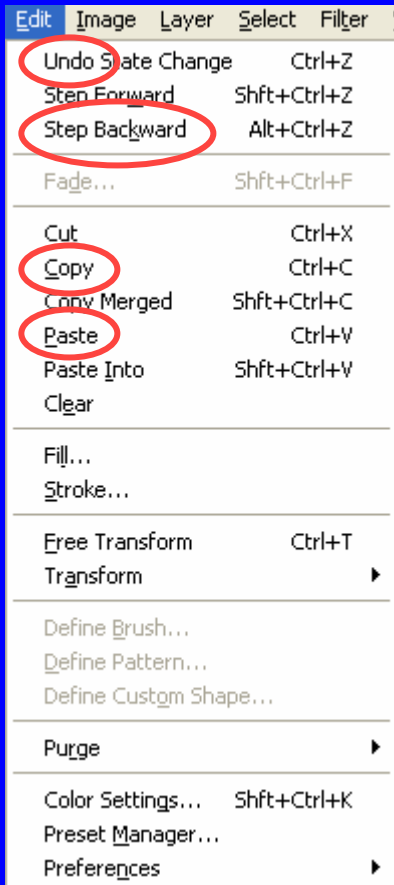 Edit Image Layer Select Filter
Undo State Change Ctrl+Z
Step Forward Shft+Ctrl+Z
Step Backward Alt+Ctrl+Z
Fade... Shft+Ctrl+F
Cut Ctrl+X
Copy Ctrl+C
Copy Merged Shft+Ctrl+C
Paste Ctrl+V
Paste Into Shft+Ctrl+V
Clear
Fill...
Stroke...
Free Transform Ctrl+T
Transform
Define Brush...
Define Pattern...
Define Custom Shape...
Purge
Color Settings... Shft+Ctrl+K
Preset Manager...
Preferences